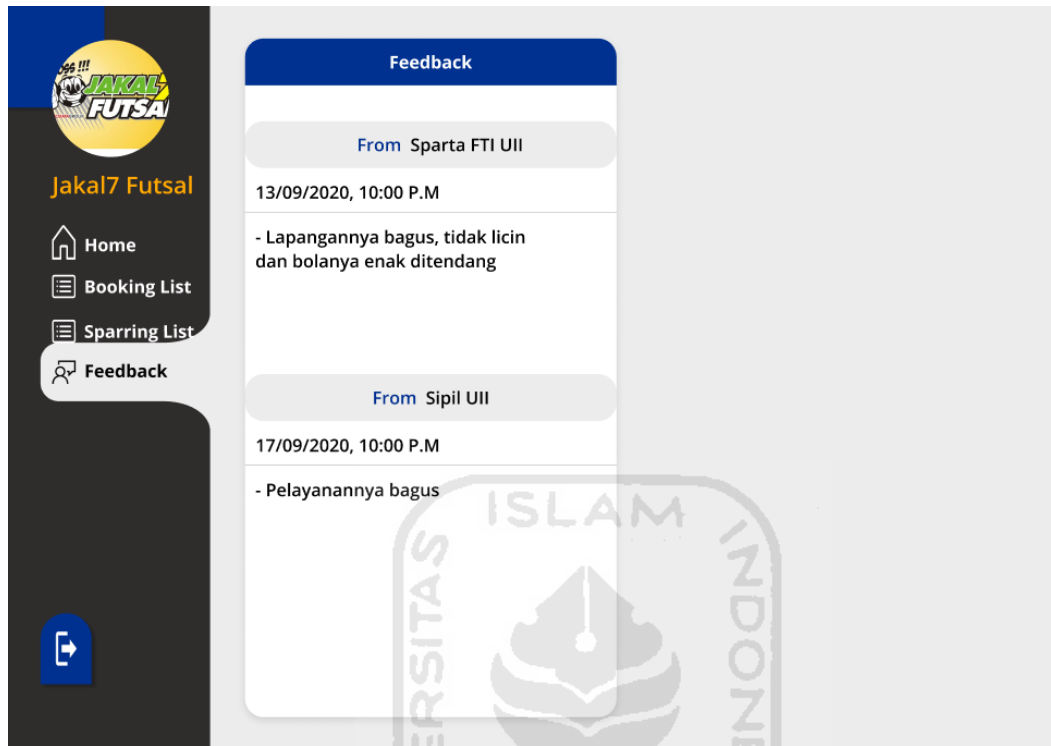 JAKAL7
FUTSAL
Jakal7 Futsal
Home
Booking List
Sparring List
Feedback
Feedback
From Sparta FTI UII
13/09/2020, 10:00 P.M
- Lapangannya bagus, tidak licin
dan bolanya enak ditendang
From Sipil UII
17/09/2020, 10:00 P.M
- Pelayanannya bagus
ISLAM